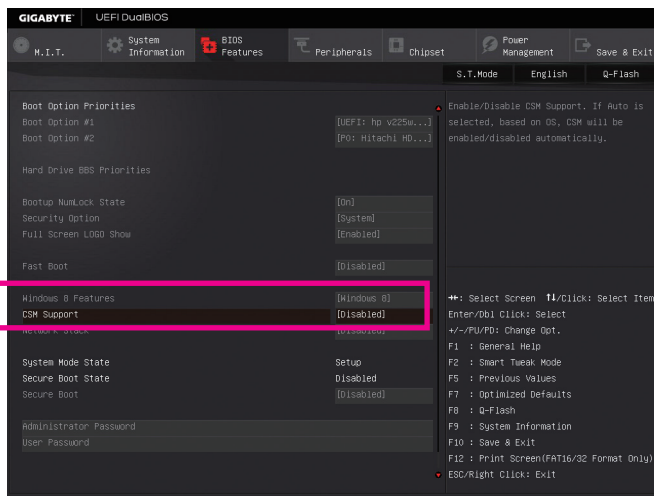 GIGABYTE™ UEFI DualBIOS
M.I.T. System Information BIOS Features Peripherals Chipset Power Management Save & Exit
S.T.Mode English Q-Flash
Boot Option Priorities
Boot Option #1 [UEFI: hp v225w...]
Boot Option #2 [P0: Hitachi HD...]
Hard Drive BBS Priorities
Bootup NumLock State [On]
Security Option [System]
Full Screen LOGO Show [Enabled]
Fast Boot [Disabled]
Windows 8 Features [Windows 8]
CSM Support [Disabled]
Network Stack [Disabled]
System Mode State Setup
Secure Boot State Disabled
Secure Boot [Disabled]
Administrator Password
User Password
Enable/Disable CSM Support. If Auto is
selected, based on OS, CSM will be
enabled/disabled automatically.
→←: Select Screen ↑↓/Click: Select Item
Enter/Dbl Click: Select
+/-/PU/PD: Change Opt.
F1 : General Help
F2 : Smart Tweak Mode
F5 : Previous Values
F7 : Optimized Defaults
F8 : Q-Flash
F9 : System Information
F10 : Save & Exit
F12 : Print Screen(FAT16/32 Format Only)
ESC/Right Click: Exit